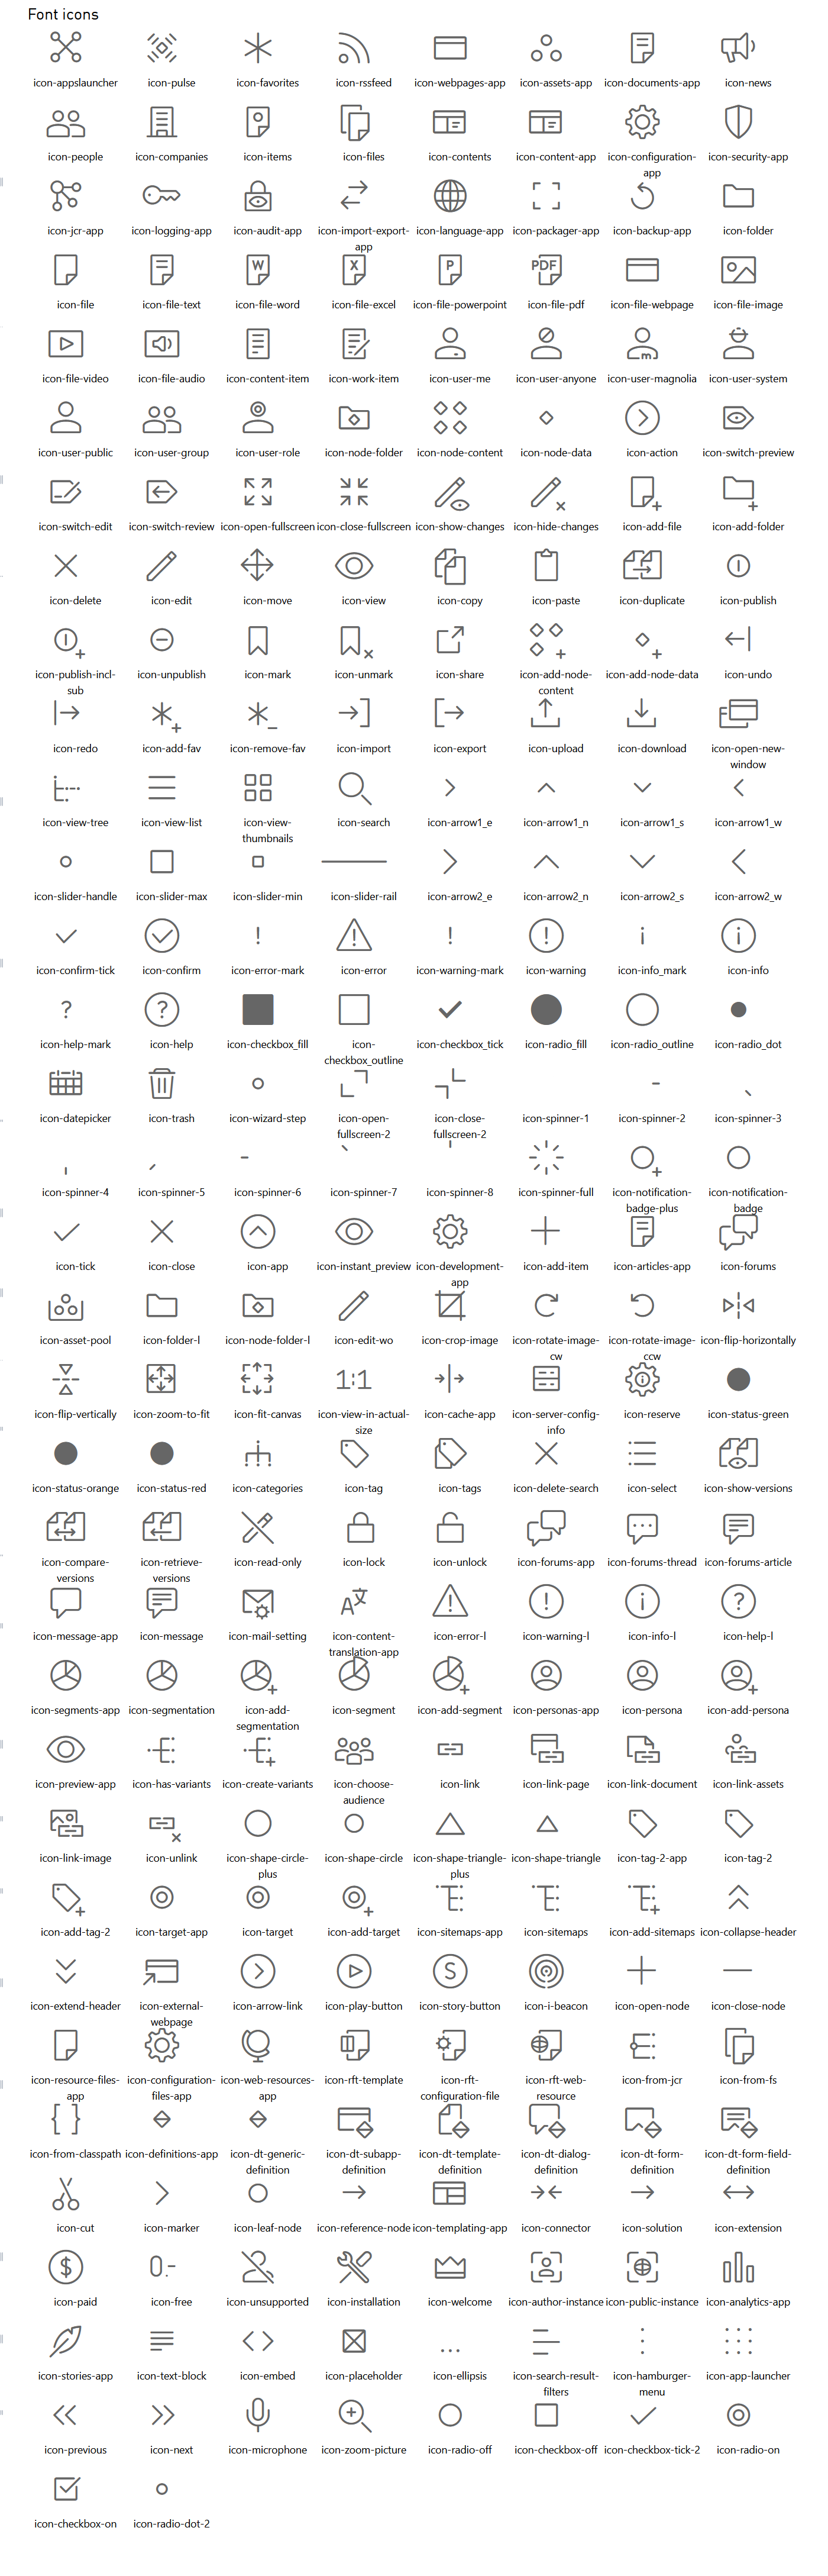 Font icons
icon-appslauncher icon-pulse icon-favorites icon-rssfeed icon-webpages-app icon-assets-app icon-documents-app icon-news
icon-people icon-companies icon-items icon-files icon-contents icon-content-app icon-configuration- icon-security-app
app
icon-jcr-app icon-logging-app icon-audit-app icon-import-export- icon-language-app icon-packager-app icon-backup-app icon-folder
app
W X P PDF
icon-file icon-file-text icon-file-word icon-file-excel icon-file-powerpoint icon-file-pdf icon-file-webpage icon-file-image
m
icon-file-video icon-file-audio icon-content-item icon-work-item icon-user-me icon-user-anyone icon-user-magnolia icon-user-system
icon-user-public icon-user-group icon-user-role icon-node-folder icon-node-content icon-node-data icon-action icon-switch-preview
icon-switch-edit icon-switch-review icon-open-fullscreen icon-close-fullscreen icon-show-changes icon-hide-changes icon-add-file icon-add-folder
icon-delete icon-edit icon-move icon-view icon-copy icon-paste icon-duplicate icon-publish
icon-publish-incl- icon-unpublish icon-mark icon-unmark icon-share icon-add-node- icon-add-node-data icon-undo
sub content
icon-redo icon-add-fav icon-remove-fav icon-import icon-export icon-upload icon-download icon-open-new-
window
icon-view-tree icon-view-list icon-view- icon-search icon-arrow1_e icon-arrow1_n icon-arrow1_s icon-arrow1_w
thumbnails
icon-slider-handle icon-slider-max icon-slider-min icon-slider-rail icon-arrow2_e icon-arrow2_n icon-arrow2_s icon-arrow2_w
! ! ! ! i i
icon-confirm-tick icon-confirm icon-error-mark icon-error icon-warning-mark icon-warning icon-info_mark icon-info
? ?
icon-help-mark icon-help icon-checkbox_fill icon- icon-checkbox_tick icon-radio_fill icon-radio_outline icon-radio_dot
checkbox_outline
icon-datepicker icon-trash icon-wizard-step icon-open- icon-close- icon-spinner-1 icon-spinner-2 icon-spinner-3
fullscreen-2 fullscreen-2
icon-spinner-4 icon-spinner-5 icon-spinner-6 icon-spinner-7 icon-spinner-8 icon-spinner-full icon-notification- icon-notification-
badge-plus badge
icon-tick icon-close icon-app icon-instant_preview icon-development- icon-add-item icon-articles-app icon-forums
app
icon-asset-pool icon-folder-l icon-node-folder-l icon-edit-wo icon-crop-image icon-rotate-image- icon-rotate-image- icon-flip-horizontally
cw ccw
1:1 i
icon-flip-vertically icon-zoom-to-fit icon-fit-canvas icon-view-in-actual- icon-cache-app icon-server-config- icon-reserve icon-status-green
size info
icon-status-orange icon-status-red icon-categories icon-tag icon-tags icon-delete-search icon-select icon-show-versions
icon-compare- icon-retrieve- icon-read-only icon-lock icon-unlock icon-forums-app icon-forums-thread icon-forums-article
versions versions
A文 ! ! i ?
icon-message-app icon-message icon-mail-setting icon-content- icon-error-l icon-warning-l icon-info-l icon-help-l
translation-app
icon-segments-app icon-segmentation icon-add- icon-segment icon-add-segment icon-personas-app icon-persona icon-add-persona
segmentation
icon-preview-app icon-has-variants icon-create-variants icon-choose- icon-link icon-link-page icon-link-document icon-link-assets
audience
icon-link-image icon-unlink icon-shape-circle- icon-shape-circle icon-shape-triangle- icon-shape-triangle icon-tag-2-app icon-tag-2
plus plus
icon-add-tag-2 icon-target-app icon-target icon-add-target icon-sitemaps-app icon-sitemaps icon-add-sitemaps icon-collapse-header
S
icon-extend-header icon-external- icon-arrow-link icon-play-button icon-story-button icon-i-beacon icon-open-node icon-close-node
webpage
icon-resource-files- icon-configuration- icon-web-resources- icon-rft-template icon-rft- icon-rft-web- icon-from-jcr icon-from-fs
app files-app app configuration-file resource
{ }
icon-from-classpath icon-definitions-app icon-dt-generic- icon-dt-subapp- icon-dt-template- icon-dt-dialog- icon-dt-form- icon-dt-form-field-
definition definition definition definition definition definition
icon-cut icon-marker icon-leaf-node icon-reference-node icon-templating-app icon-connector icon-solution icon-extension
$ 0.-
icon-paid icon-free icon-unsupported icon-installation icon-welcome icon-author-instance icon-public-instance icon-analytics-app
icon-stories-app icon-text-block icon-embed icon-placeholder icon-ellipsis icon-search-result- icon-hamburger- icon-app-launcher
filters menu
icon-previous icon-next icon-microphone icon-zoom-picture icon-radio-off icon-checkbox-off icon-checkbox-tick-2 icon-radio-on
icon-checkbox-on icon-radio-dot-2